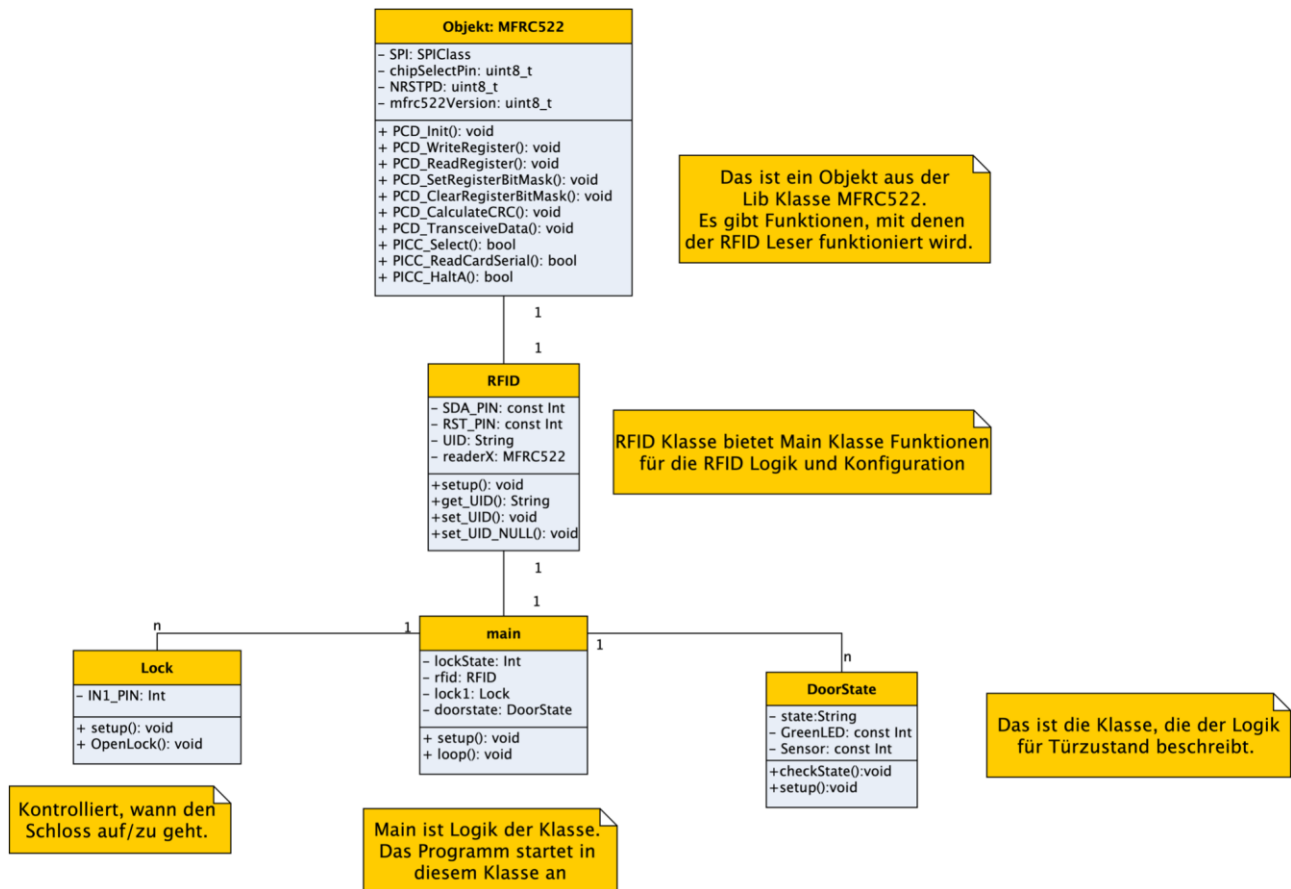 Objekt: MFRC522
– SPI: SPIClass
– chipSelectPin: uint8_t
– NRSTPD: uint8_t
– mfrc522Version: uint8_t
+ PCD_Init(): void
+ PCD_WriteRegister(): void
+ PCD_ReadRegister(): void
+ PCD_SetRegisterBitMask(): void
+ PCD_ClearRegisterBitMask(): void
+ PCD_CalculateCRC(): void
+ PCD_TransceiveData(): void
+ PICC_Select(): bool
+ PICC_ReadCardSerial(): bool
+ PICC_HaltA(): bool
Das ist ein Objekt aus der
Lib Klasse MFRC522.
Es gibt Funktionen, mit denen
der RFID Leser funktioniert wird.
1
1
RFID
– SDA_PIN: const Int
– RST_PIN: const Int
– UID: String
– readerX: MFRC522
+setup(): void
+get_UID(): String
+set_UID(): void
+set_UID_NULL(): void
RFID Klasse bietet Main Klasse Funktionen
für die RFID Logik und Konfiguration
1
1
n
1
1
n
Lock
– IN1_PIN: Int
+ setup(): void
+ OpenLock(): void
main
– lockState: Int
– rfid: RFID
– lock1: Lock
– doorstate: DoorState
+ setup(): void
+ loop(): void
DoorState
– state:String
– GreenLED: const Int
– Sensor: const Int
+checkState():void
+setup():void
Das ist die Klasse, die der Logik
für Türzustand beschreibt.
Kontrolliert, wann den
Schloss auf/zu geht.
Main ist Logik der Klasse.
Das Programm startet in
diesem Klasse an